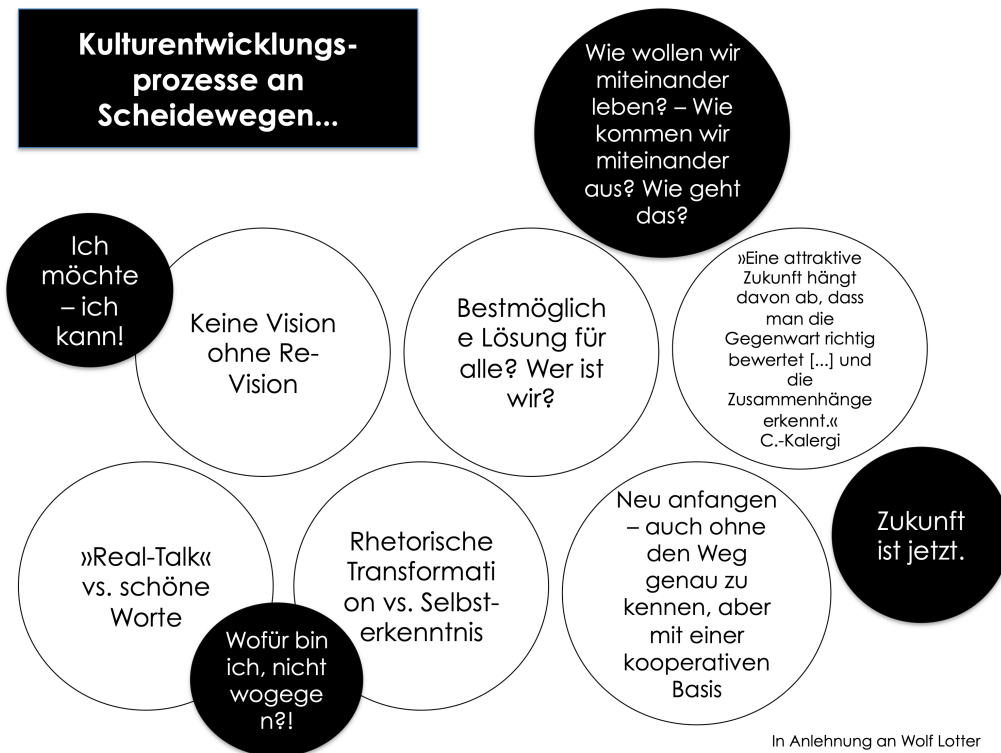 Kulturentwicklungs-
prozesse an
Scheidewegen...
Wie wollen wir
miteinander
leben? – Wie
kommen wir
miteinander
aus? Wie geht
das?
Ich
möchte
– ich
kann!
Keine Vision
ohne Re-
Vision
Bestmöglich
e Lösung für
alle? Wer ist
wir?
»Eine attraktive
Zukunft hängt
davon ab, dass
man die
Gegenwart richtig
bewertet [...] und
die
Zusammenhänge
erkennt.«
C.-Kalergi
»Real-Talk«
vs. schöne
Worte
Wofür bin
ich, nicht
wogege
n?!
Rhetorische
Transformati
on vs. Selbst-
erkenntnis
Neu anfangen
– auch ohne
den Weg
genau zu
kennen, aber
mit einer
kooperativen
Basis
Zukunft
ist jetzt.
In Anlehnung an Wolf Lotter